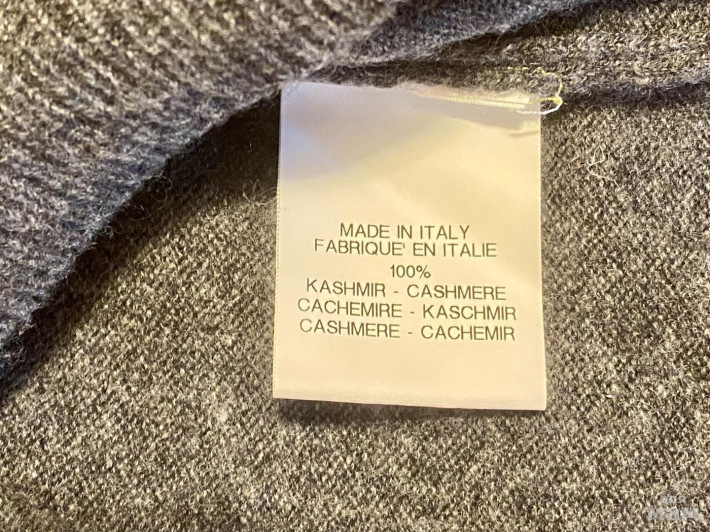 MADE IN ITALY
FABRIQUE' EN ITALIE
100%
KASHMIR - CASHMERE
CACHEMIRE - KASCHMIR
CASHMERE - CACHEMIR